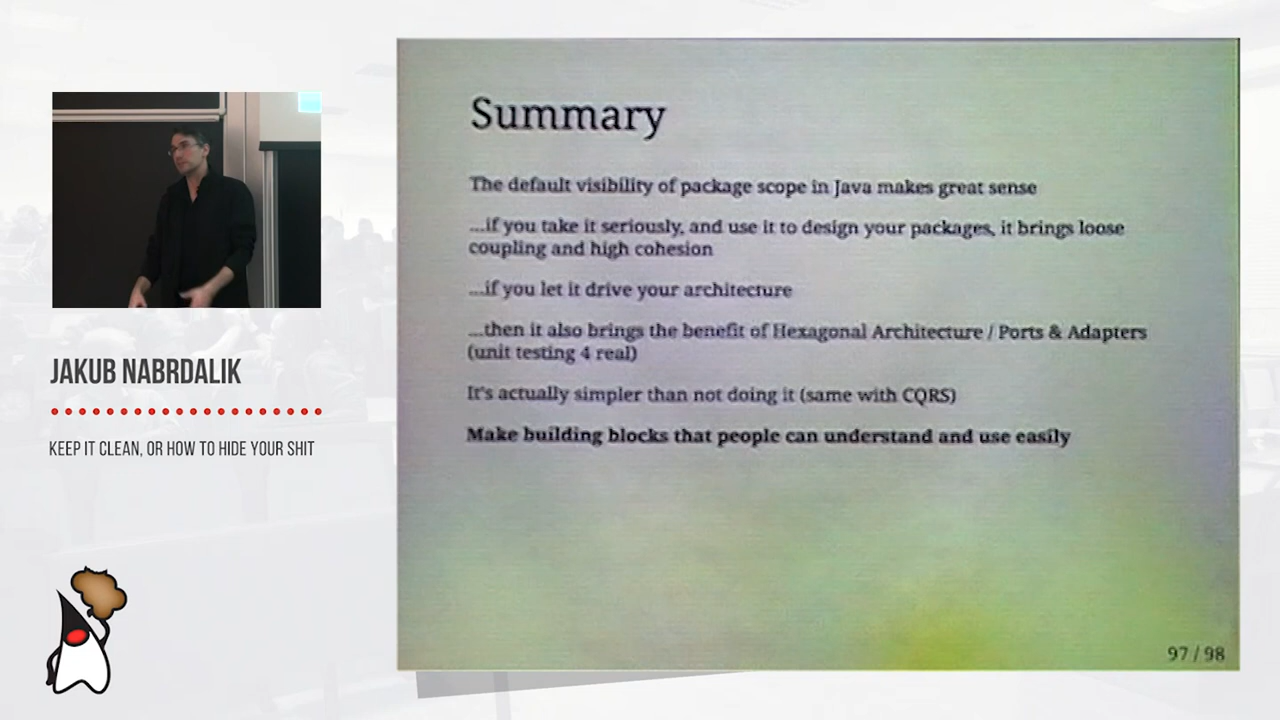 JAKUB NABRDALIK
KEEP IT CLEAN, OR HOW TO HIDE YOUR SHIT
Summary
The default visibility of package scope in Java makes great sense
...if you take it seriously, and use it to design your packages, it brings loose
coupling and high cohesion
...if you let it drive your architecture
...then it also brings the benefit of Hexagonal Architecture / Ports & Adapters
(unit testing 4 real)
It's actually simpler than not doing it (same with CQRS)
Make building blocks that people can understand and use easily
97 / 98